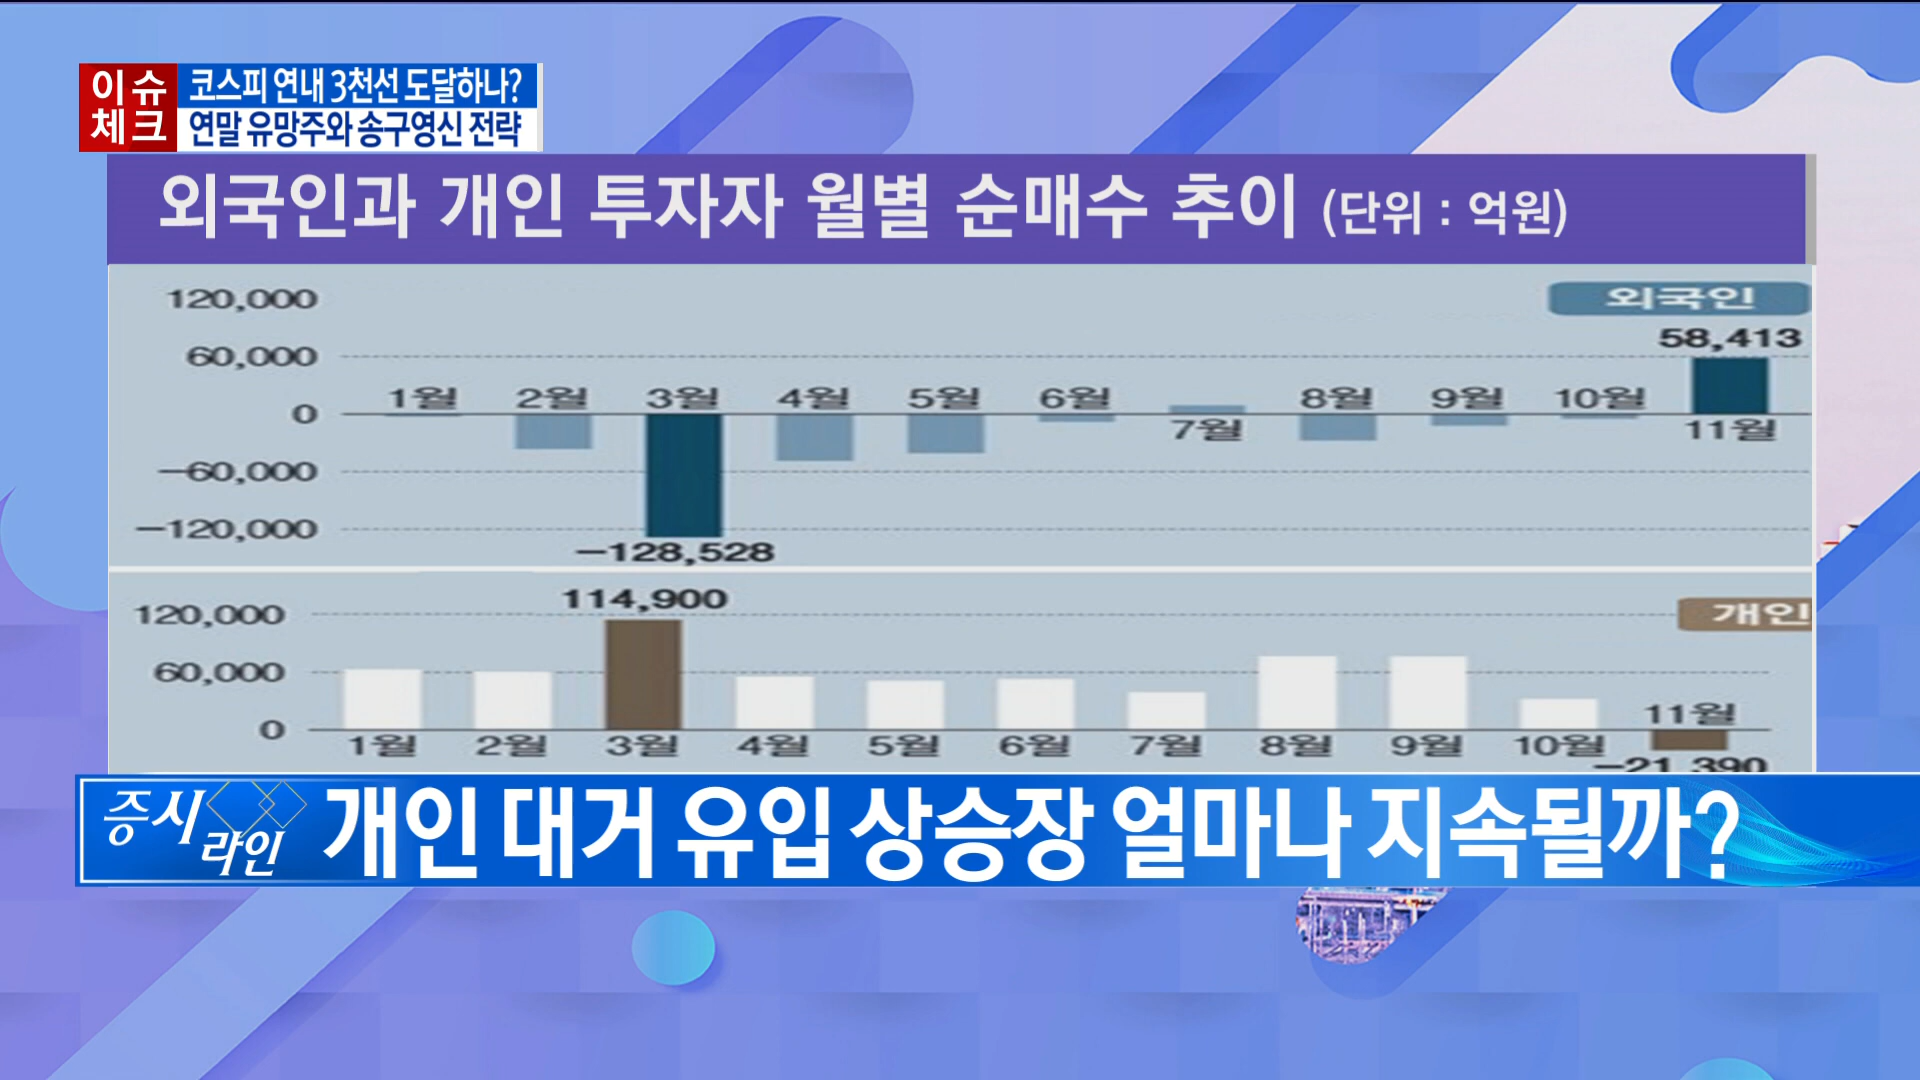 이슈
체크
코스피 연내 3천선 도달하나?
연말 유망주와 송구영신 전략
외국인과 개인 투자자 월별 순매수 추이 (단위 : 억원)
120,000
외국인
58,413
60,000
1월 2월 3월 4월 5월 6월 8월 9월 10월
0
7월 11월
-60,000
-120,000
-128,528
114,900
120,000
개인
60,000
11월
0
1월 2월 3월 4월 5월 6월 7월 8월 9월 10월
-21,390
증시
라인
개인 대거 유입 상승장 얼마나 지속될까?